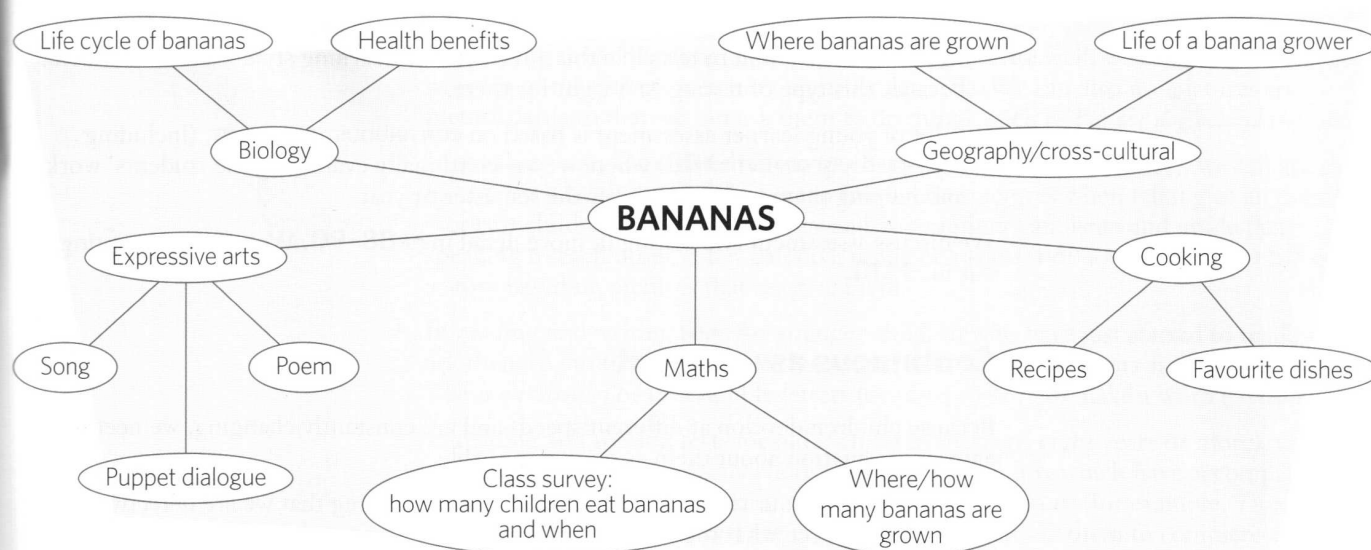 Life cycle of bananas
Health benefits
Where bananas are grown
Life of a banana grower
Biology
Geography/cross-cultural
BANANAS
Expressive arts
Cooking
Song
Poem
Maths
Recipes
Favourite dishes
Puppet dialogue
Class survey:
how many children eat bananas
and when
Where/how
many bananas are
grown